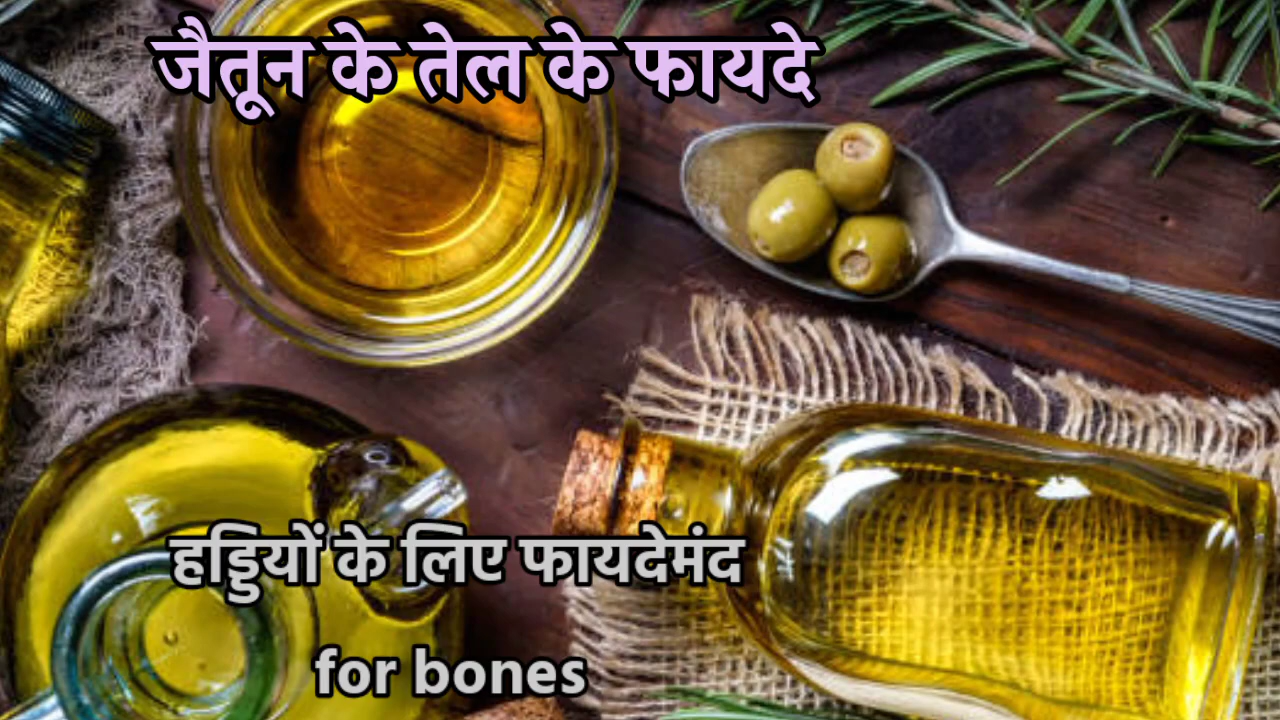 जैतून के तेल के फायदे
हड्डियों के लिए फायदेमंद
for bones